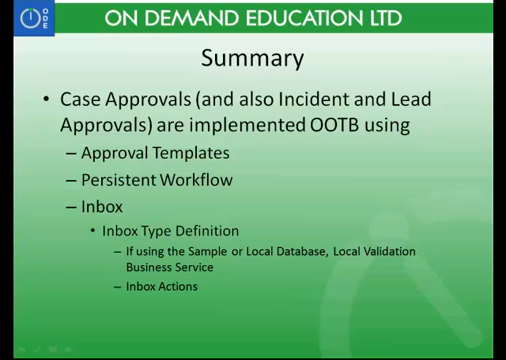 ODE
ON DEMAND EDUCATION LTD
Summary
• Case Approvals (and also Incident and Lead
Approvals) are implemented OOTB using
– Approval Templates
– Persistent Workflow
– Inbox
• Inbox Type Definition
– If using the Sample or Local Database, Local Validation
Business Service
– Inbox Actions